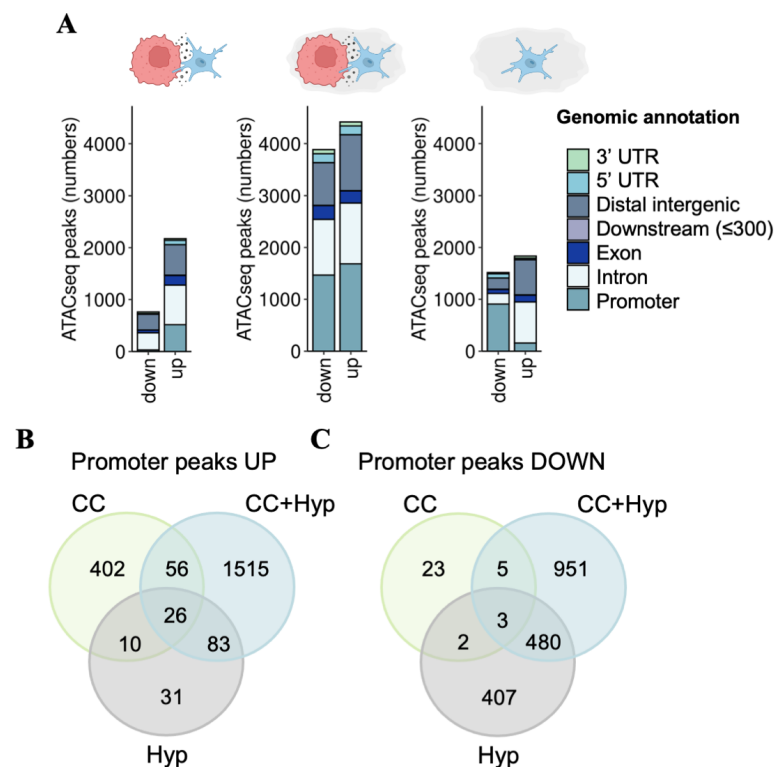 A
ATACseq peaks (numbers)
4000
3000
2000
1000
0
down
up
ATACseq peaks (numbers)
4000
3000
2000
1000
0
down
up
ATACseq peaks (numbers)
4000
3000
2000
1000
0
down
up
Genomic annotation
3’ UTR
5’ UTR
Distal intergenic
Downstream (≤300)
Exon
Intron
Promoter
B
Promoter peaks UP
CC
CC+Hyp
402
56
1515
26
10
83
31
Hyp
C
Promoter peaks DOWN
CC
CC+Hyp
23
5
951
3
2
480
407
Hyp